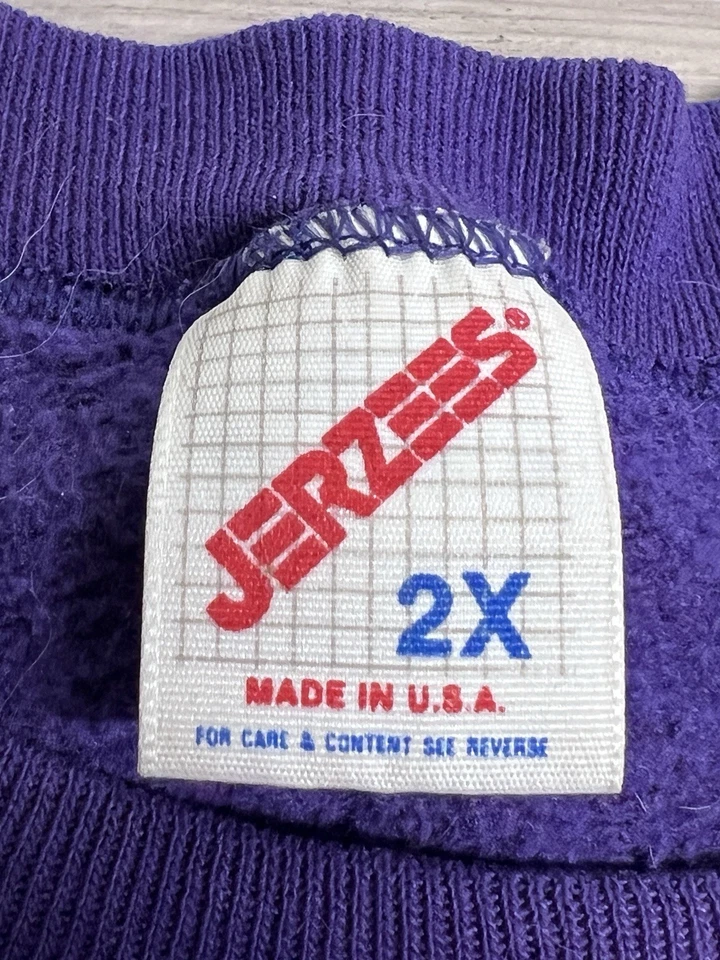 JERZEES®
2X
MADE IN U.S.A.
FOR CARE & CONTENT SEE REVERSE